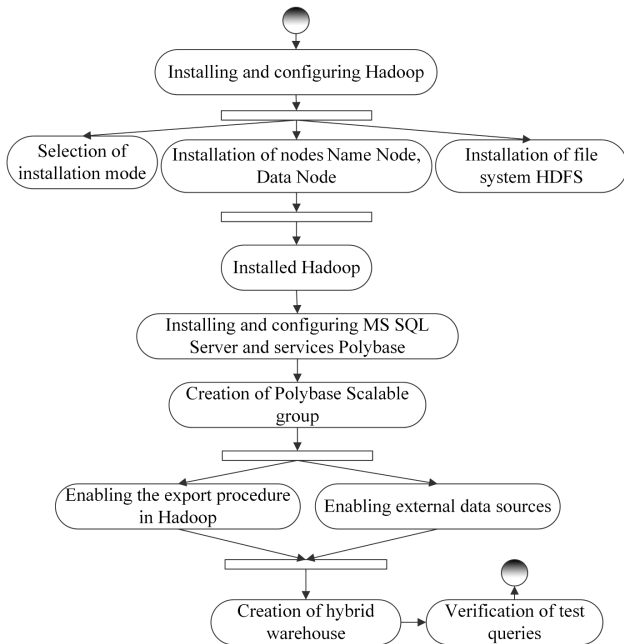 Installing and configuring Hadoop
Selection of
installation mode
Installation of nodes Name Node,
Data Node
Installation of file
system HDFS
Installed Hadoop
Installing and configuring MS SQL
Server and services Polybase
Creation of Polybase Scalable
group
Enabling the export procedure
in Hadoop
Enabling external data sources
Creation of hybrid
warehouse
Verification of test
queries